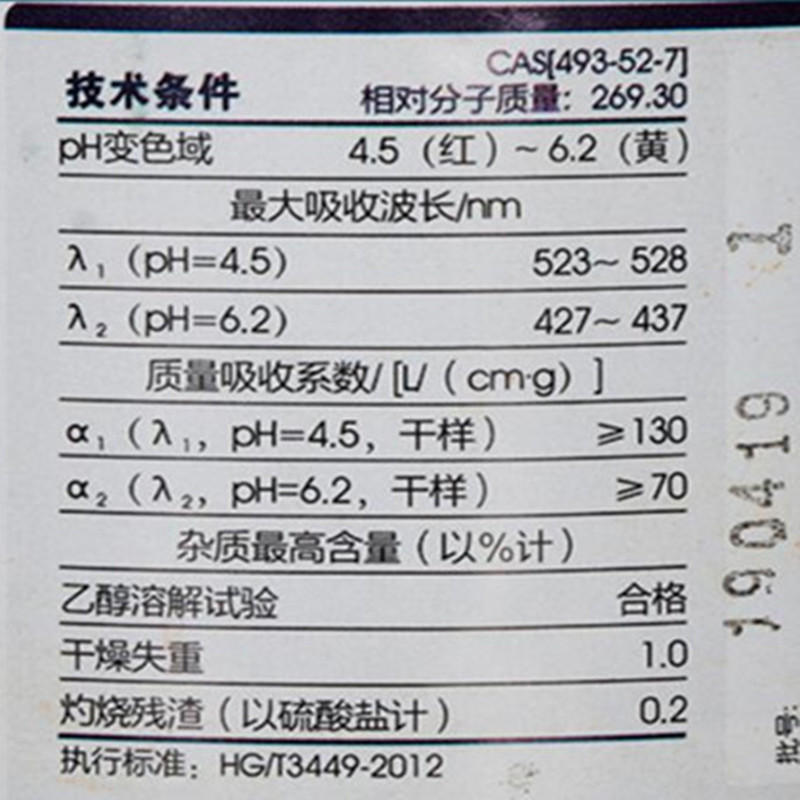 CAS[493-52-7]
技术条件 相对分子质量：269.30
pH变色域 4.5（红）~6.2（黄）
最大吸收波长/nm
λ₁（pH=4.5） 523~528
λ₂（pH=6.2） 427~437
质量吸收系数/[L/（cm·g）]
α₁（λ₁，pH=4.5，干样） ≥130
α₂（λ₂，pH=6.2，干样） ≥70
杂质最高含量（以%计）
乙醇溶解试验 合格
干燥失重 1.0
灼烧残渣（以硫酸盐计） 0.2
执行标准：HG/T3449-2012
批号：
190419 1